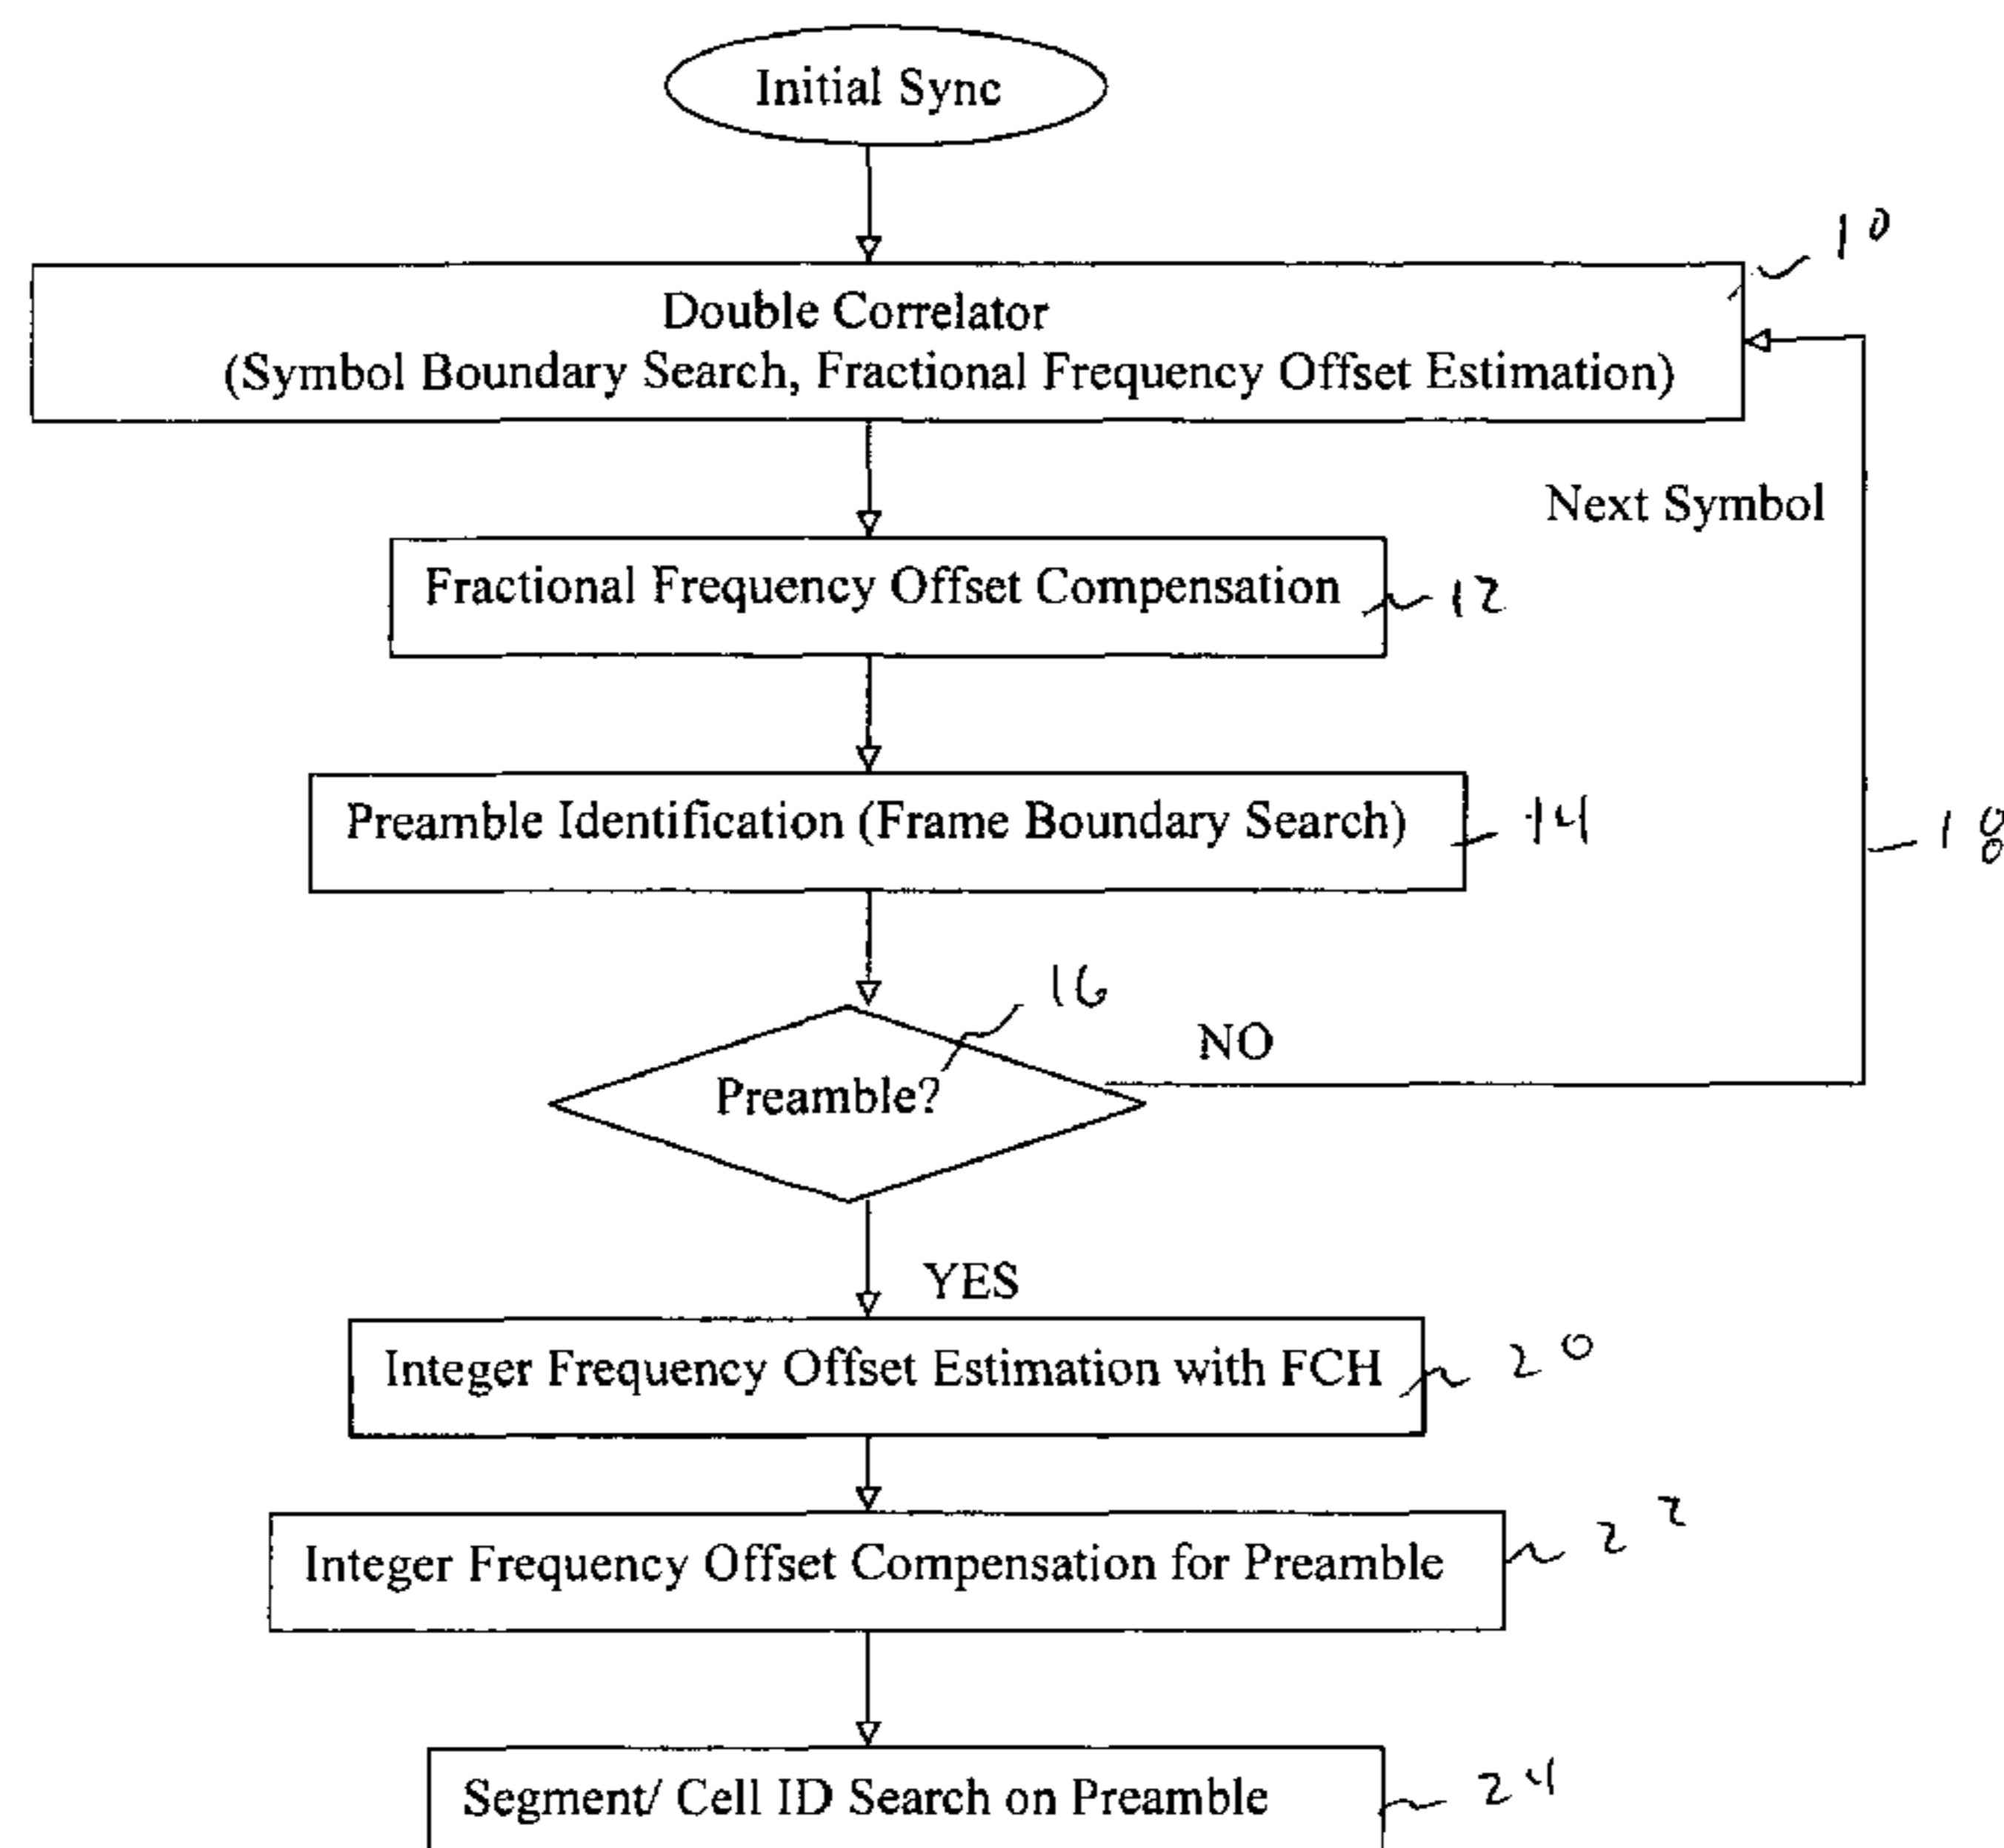 Initial Sync
10
Double Correlator
(Symbol Boundary Search, Fractional Frequency Offset Estimation)
Next Symbol
Fractional Frequency Offset Compensation
12
Preamble Identification (Frame Boundary Search)
14
18
16
Preamble?
NO
YES
Integer Frequency Offset Estimation with FCH
20
Integer Frequency Offset Compensation for Preamble
22
Segment/ Cell ID Search on Preamble
24